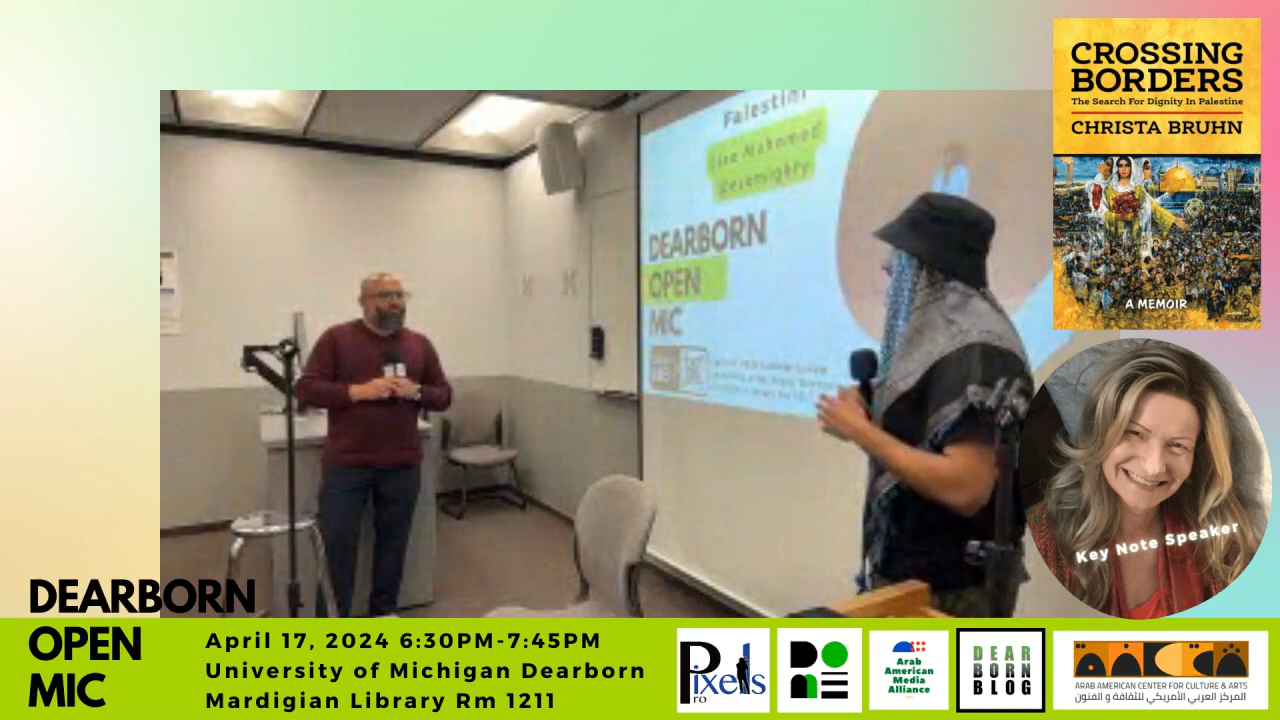 CROSSING
BORDERS
The Search For Dignity In Palestine
CHRISTA BRUHN
A MEMOIR
Key Note Speaker
DEARBORN
OPEN
MIC
DEARBORN
OPEN
MIC
April 17, 2024 6:30PM-7:45PM
University of Michigan Dearborn
Mardigian Library Rm 1211
Pixels
Pro
DONE
Arab
American
Media
Alliance
DEAR
BORN
BLOG
ARAB AMERICAN CENTER FOR CULTURE & ARTS
المركز العربي الأمريكي للثقافة و الفنون